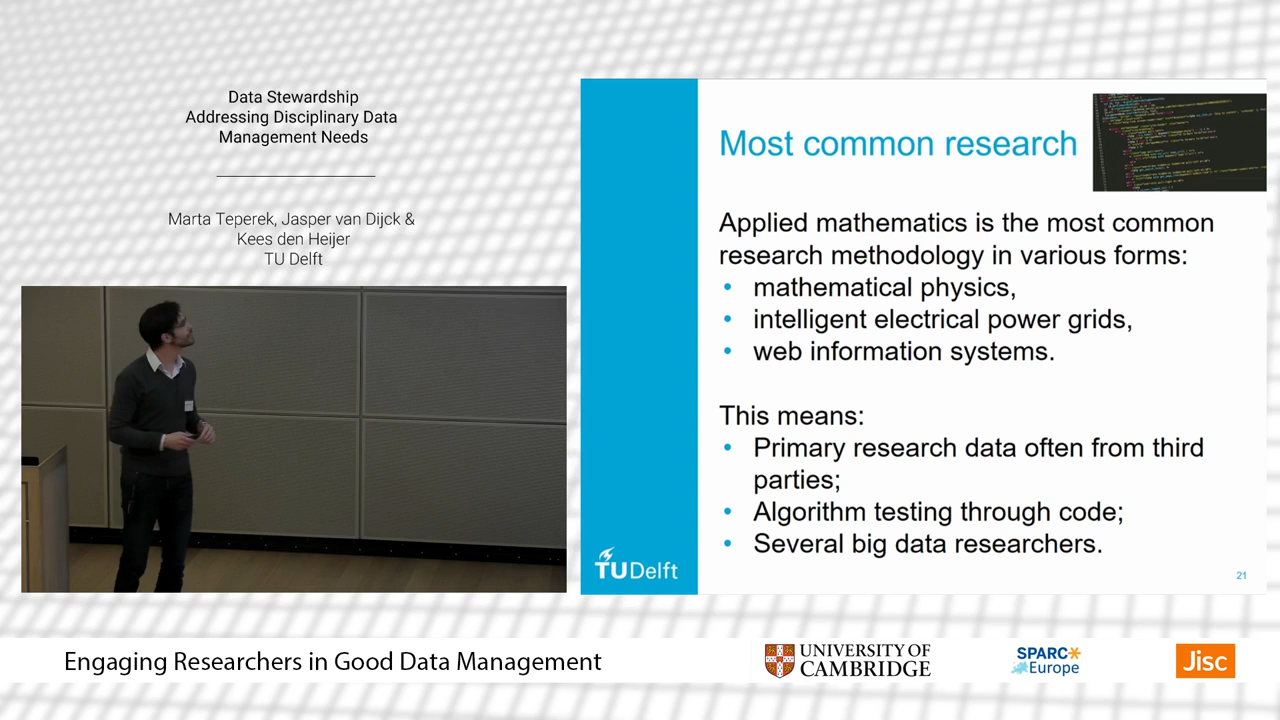 Data Stewardship
Addressing Disciplinary Data
Management Needs
Marta Teperek, Jasper van Dijck &
Kees den Heijer
TU Delft
Most common research
Applied mathematics is the most common
research methodology in various forms:
• mathematical physics,
• intelligent electrical power grids,
• web information systems.
This means:
• Primary research data often from third
parties;
• Algorithm testing through code;
• Several big data researchers.
TUDelft
21
Engaging Researchers in Good Data Management
UNIVERSITY OF
CAMBRIDGE
SPARC
Europe
Jisc